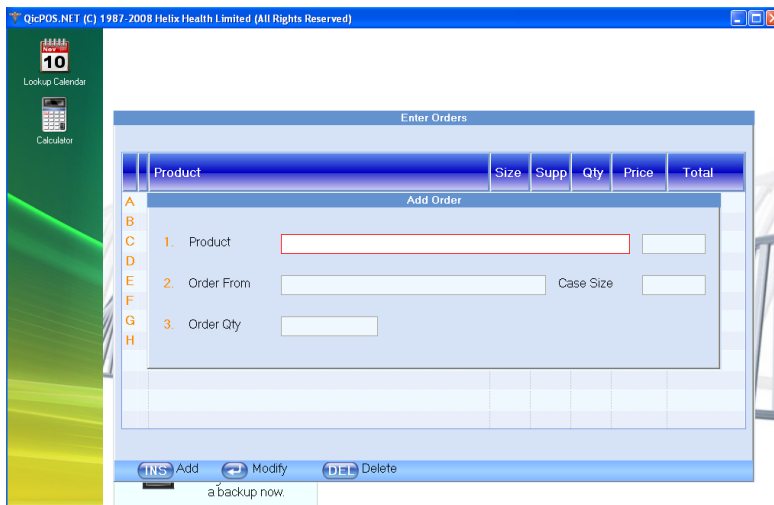 QicPOS.NET (C) 1987-2008 Helix Health Limited (All Rights Reserved)
Nov
10
Lookup Calendar
Calculator
Enter Orders
Product Size Supp Qty Price Total
Add Order
A
B
C
D
E
F
G
H
1. Product
2. Order From Case Size
3. Order Qty
INS Add Modify DEL Delete
a backup now.